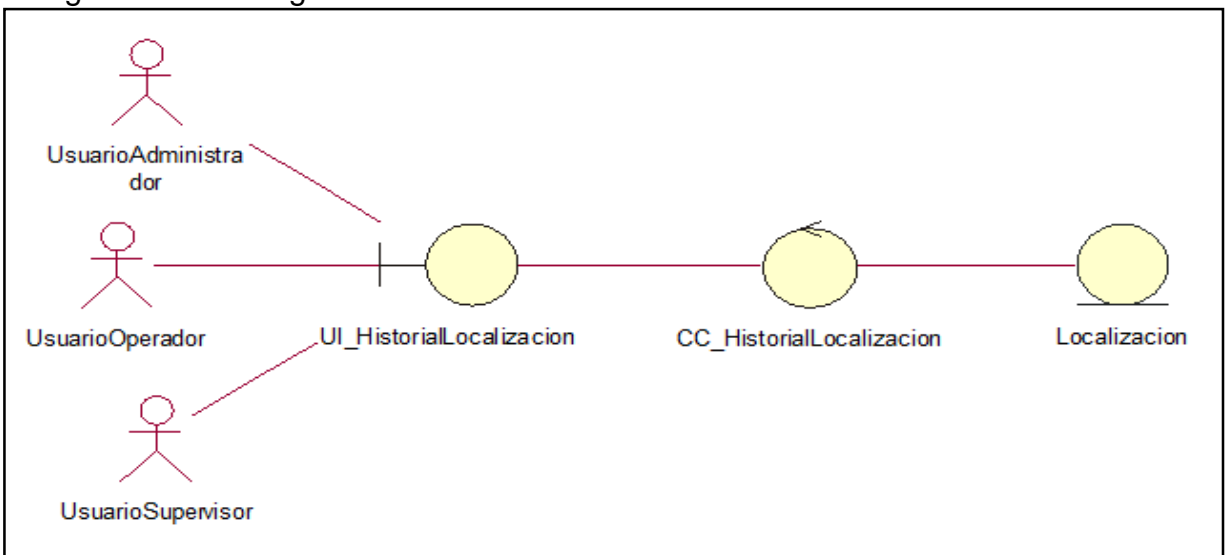 UsuarioAdministra
dor
UsuarioOperador
UI_HistorialLocalizacion
CC_HistorialLocalizacion
Localizacion
UsuarioSupervisor